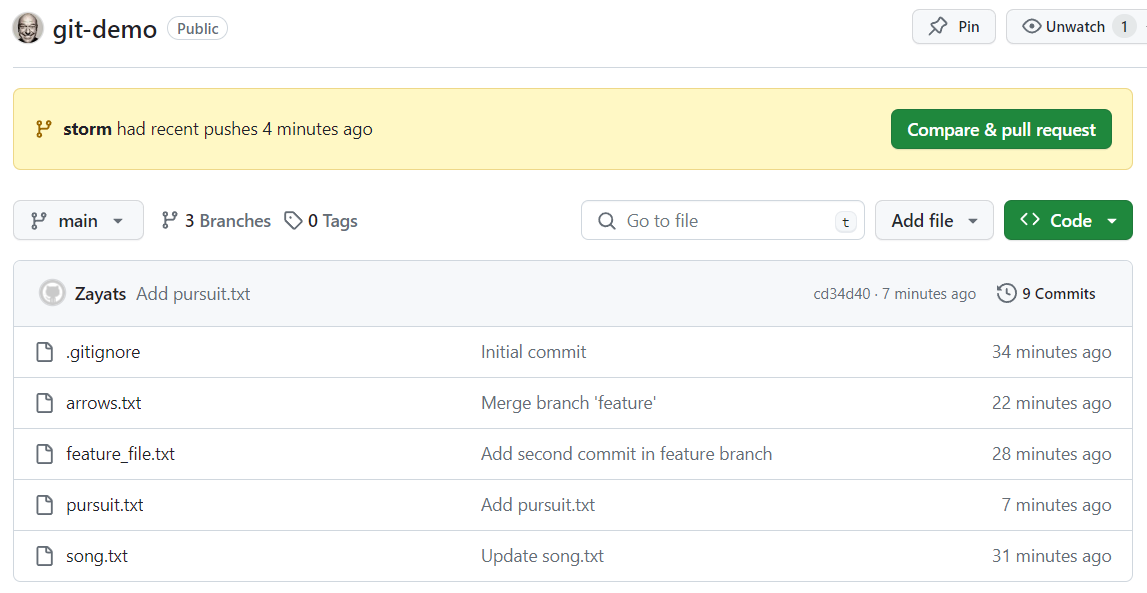 git-demo Public Pin Unwatch 1
storm had recent pushes 4 minutes ago Compare & pull request
main 3 Branches 0 Tags Go to file t Add file Code
Zayats Add pursuit.txt cd34d40 · 7 minutes ago 9 Commits
.gitignore Initial commit 34 minutes ago
arrows.txt Merge branch 'feature' 22 minutes ago
feature_file.txt Add second commit in feature branch 28 minutes ago
pursuit.txt Add pursuit.txt 7 minutes ago
song.txt Update song.txt 31 minutes ago